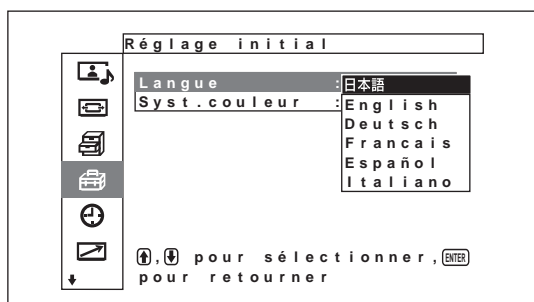 Réglage initial
Langue :日本語
Syst.couleur :English
Deutsch
Francais
Español
Italiano
, pour sélectionner, ENTER
pour retourner